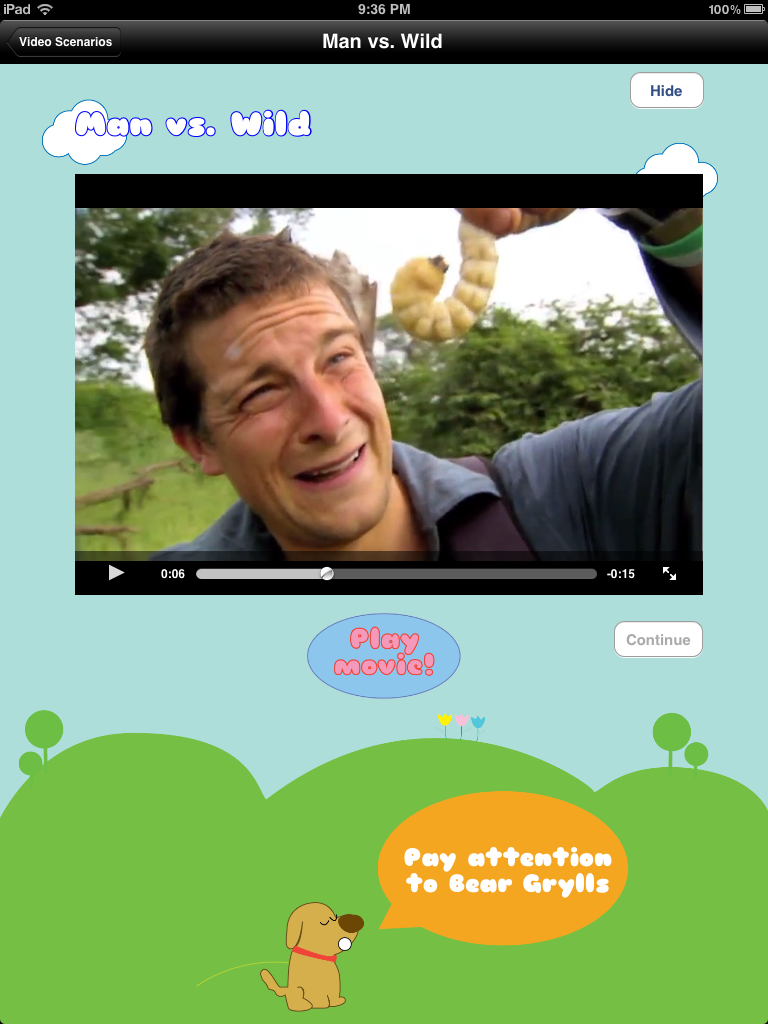 iPad 9:36 PM 100%
Video Scenarios Man vs. Wild
Hide
Man vs. Wild
0:06 -0:15
Play
movie!
Continue
Pay attention
to Bear Grylls